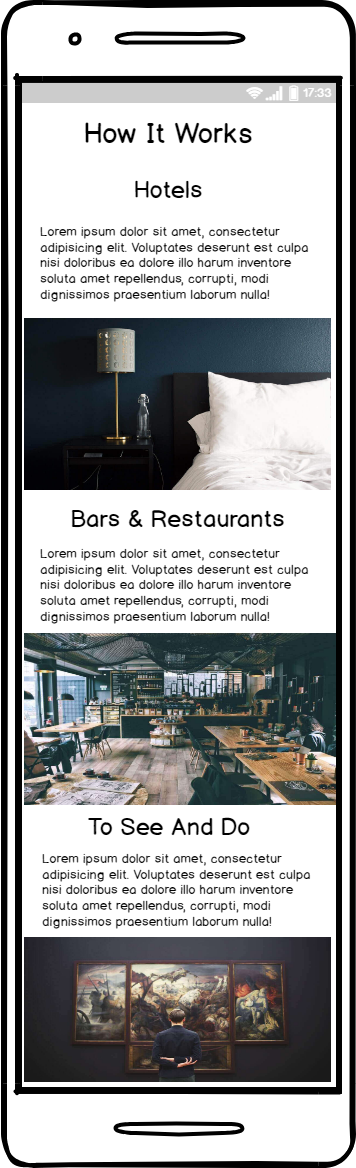 17:33
How It Works
Hotels
Lorem ipsum dolor sit amet, consectetur
adipisicing elit. Voluptates deserunt est culpa
nisi doloribus ea dolore illo harum inventore
soluta amet repellendus, corrupti, modi
dignissimos praesentium laborum nulla!
Bars & Restaurants
Lorem ipsum dolor sit amet, consectetur
adipisicing elit. Voluptates deserunt est culpa
nisi doloribus ea dolore illo harum inventore
soluta amet repellendus, corrupti, modi
dignissimos praesentium laborum nulla!
To See And Do
Lorem ipsum dolor sit amet, consectetur
adipisicing elit. Voluptates deserunt est culpa
nisi doloribus ea dolore illo harum inventore
soluta amet repellendus, corrupti, modi
dignissimos praesentium laborum nulla!